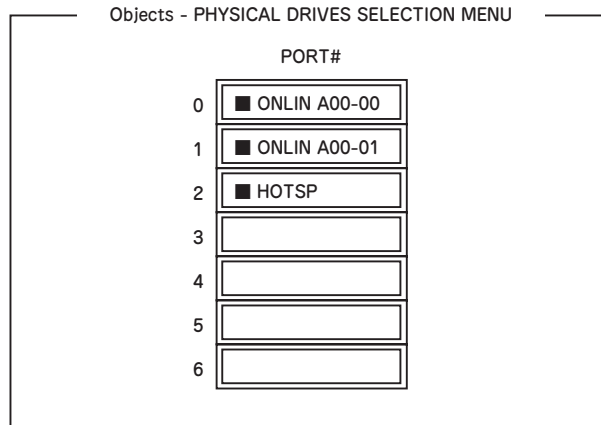 Objects - PHYSICAL DRIVES SELECTION MENU
PORT#
0 ■ ONLIN A00-00
1 ■ ONLIN A00-01
2 ■ HOTSP
3
4
5
6